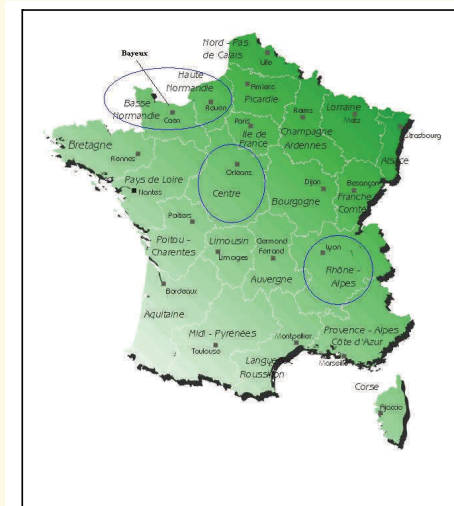 Nord - Pas
de Calais
Lille
Bayeux
Haute
Normandie
Amiens
Picardie
Rouen
Basse
Normandie
Caen
Reims
Lorraine
Metz
Paris
Ile de
France
Champagne
Ardennes
Strasbourg
Alsace
Bretagne
Rennes
Orléans
Pays de Loire
Nantes
Centre
Dijon
Besançon
Franche
Comté
Bourgogne
Poitiers
Poitou -
Charentes
Limousin
Limoges
Clermont
Ferrand
Lyon
Rhône -
Alpes
Auvergne
Bordeaux
Aquitaine
Midi - Pyrénées
Toulouse
Montpellier
Provence - Alpes
Côte d'Azur
Marseille
Langue
Roussillon
Corse
Ajaccio